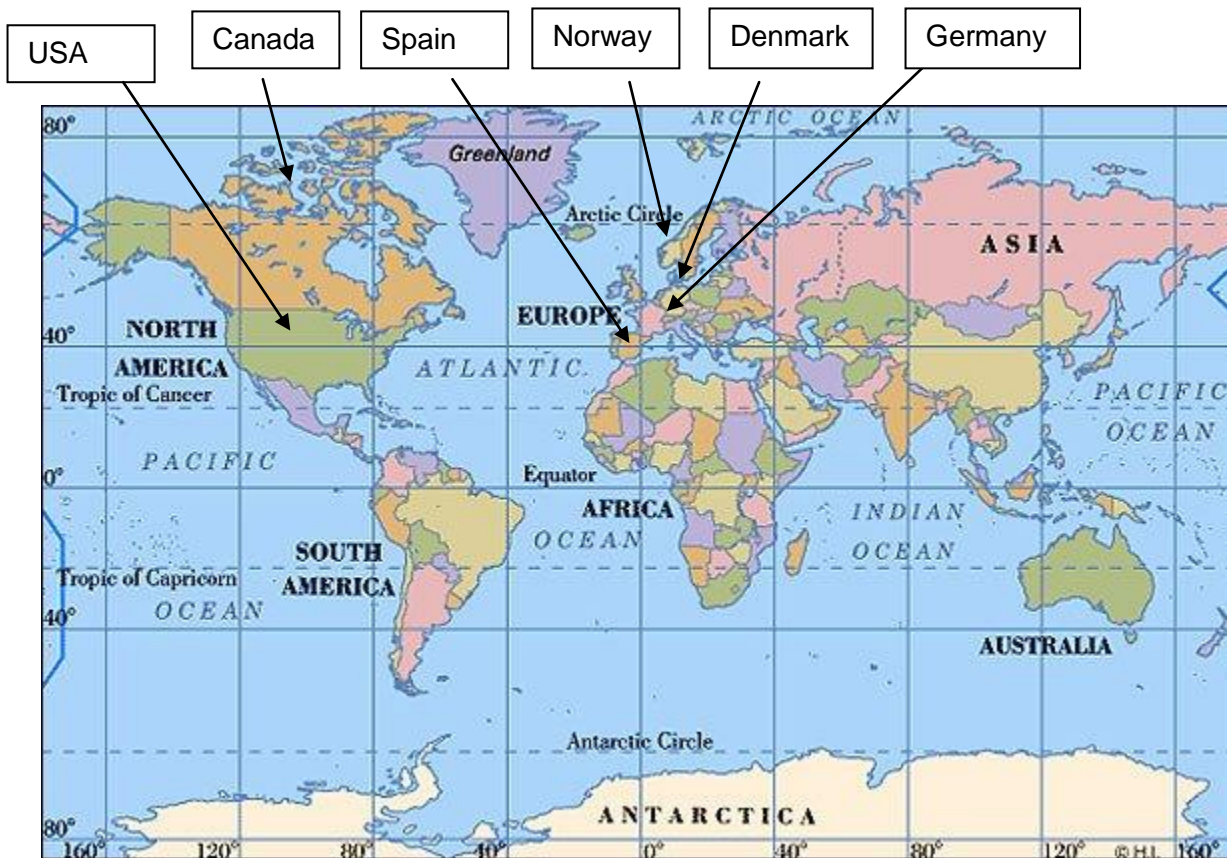 USA
Canada
Spain
Norway
Denmark
Germany
80°
ARCTIC OCEAN
Greenland
Arctic Circle
ASIA
NORTH
AMERICA
EUROPE
40°
ATLANTIC
OCEAN
Tropic of Cancer
PACIFIC
OCEAN
PACIFIC
OCEAN
0°
Equator
AFRICA
INDIAN
OCEAN
SOUTH
AMERICA
Tropic of Capricorn
40°
AUSTRALIA
Antarctic Circle
ANTARCTICA
80°
160° 120° 80° 40° 0° 40° 80° 120° © H.L. 160°